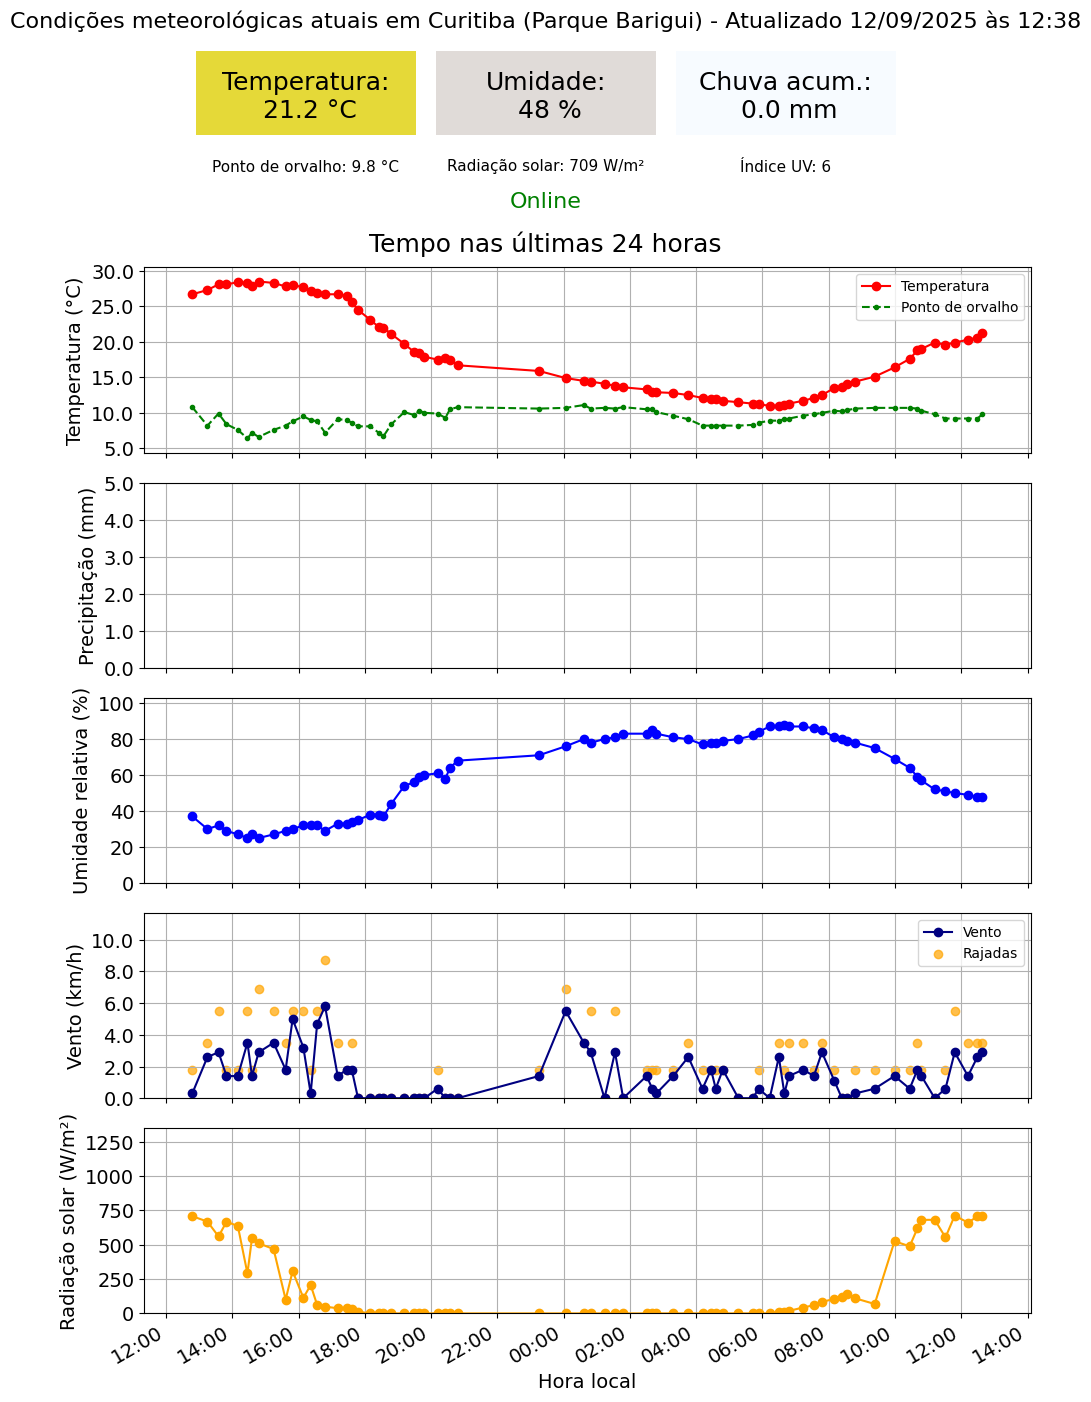 Condições meteorológicas atuais em Curitiba (Parque Barigui) - Atualizado 12/09/2025 às 12:38
Temperatura:
21.2 °C
Umidade:
48 %
Chuva acum.:
0.0 mm
Ponto de orvalho: 9.8 °C
Radiação solar: 709 W/m²
Índice UV: 6
Online
Tempo nas últimas 24 horas
Temperatura (°C)
30.0
25.0
20.0
15.0
10.0
5.0
Temperatura
Ponto de orvalho
Precipitação (mm)
5.0
4.0
3.0
2.0
1.0
0.0
Umidade relativa (%)
100
80
60
40
20
0
Vento (km/h)
10.0
8.0
6.0
4.0
2.0
0.0
Vento
Rajadas
Radiação solar (W/m²)
1250
1000
750
500
250
0
12:00
14:00
16:00
18:00
20:00
22:00
00:00
02:00
04:00
06:00
08:00
10:00
12:00
14:00
Hora local